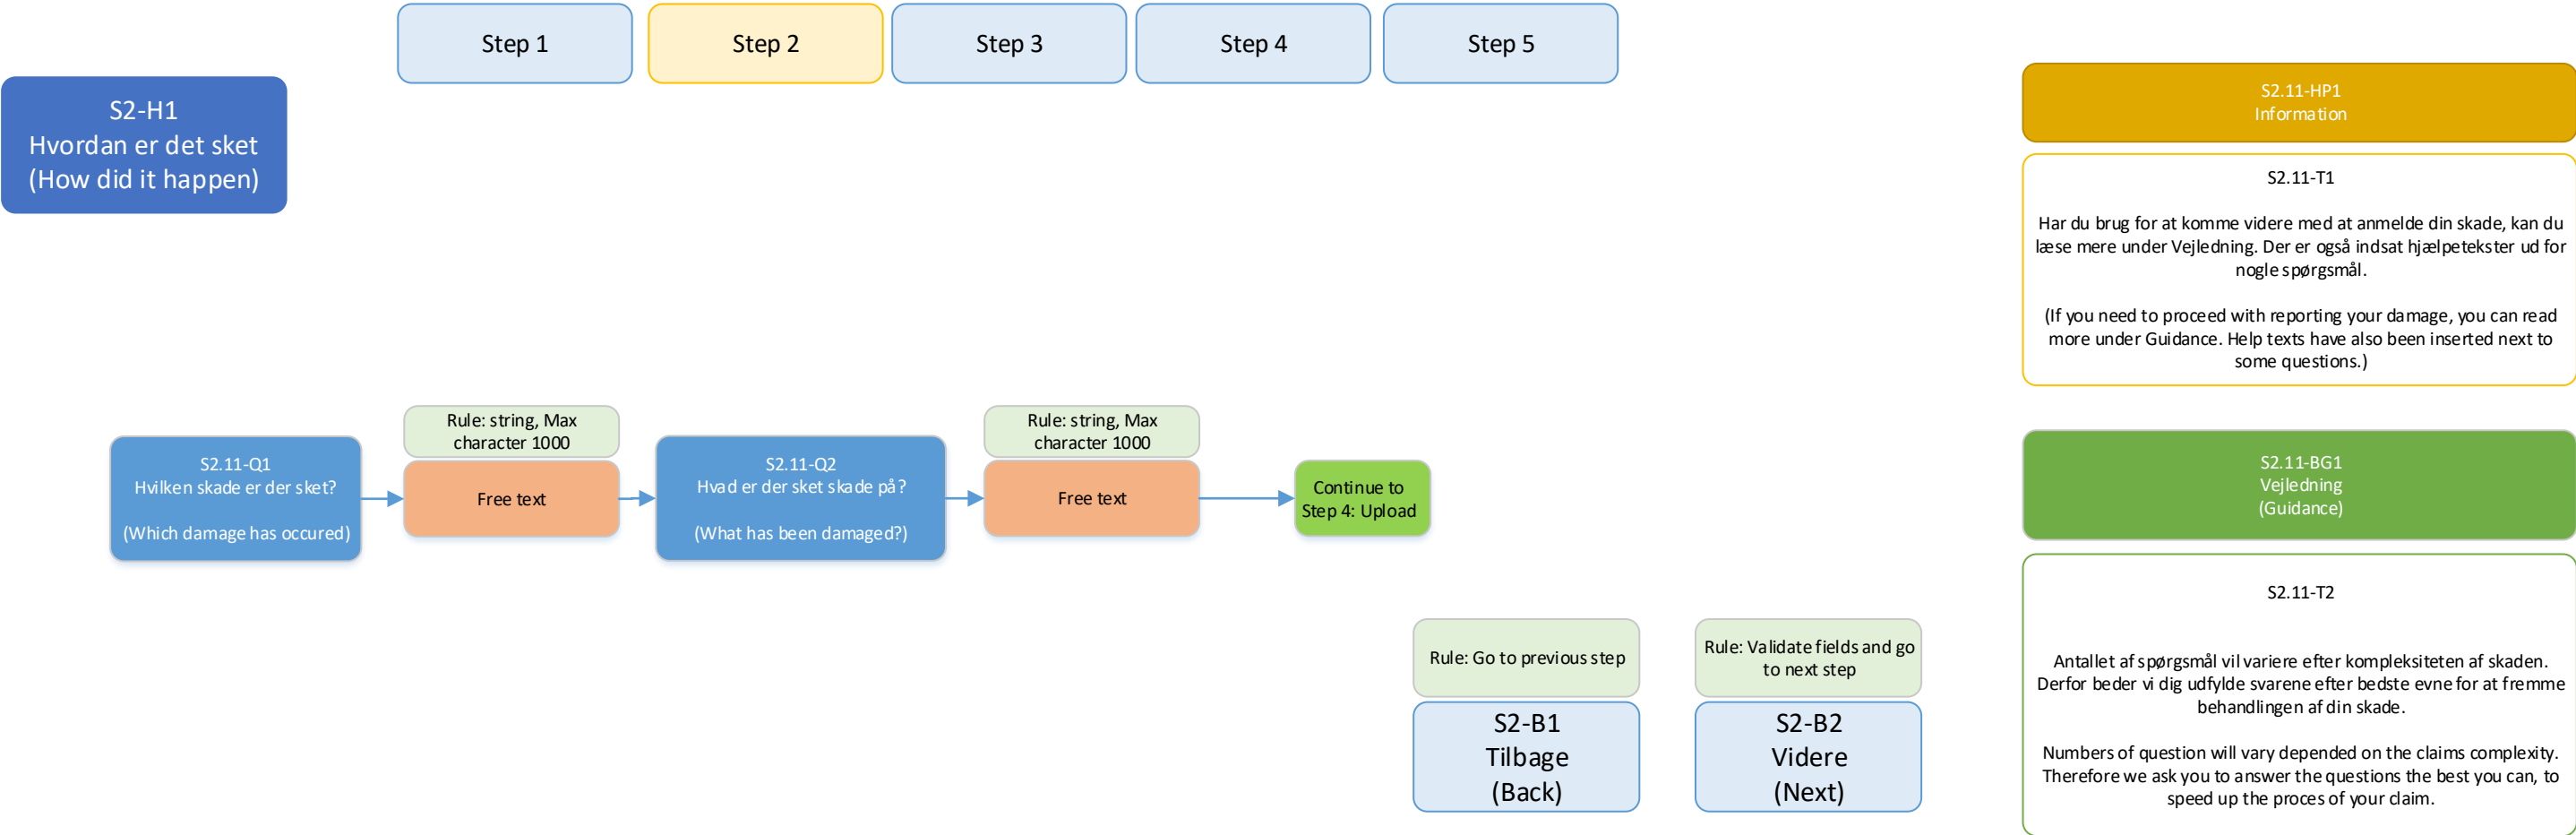 Step 1
Step 2
Step 3
Step 4
Step 5
S2-H1
Hvordan er det sket
(How did it happen)
S2.11-HP1
Information
S2.11-T1
Har du brug for at komme videre med at anmelde din skade, kan du
læse mere under Vejledning. Der er også indsat hjælpetekster ud for
nogle spørgsmål.
(If you need to proceed with reporting your damage, you can read
more under Guidance. Help texts have also been inserted next to
some questions.)
S2.11-Q1
Hvilken skade er der sket?
(Which damage has occured)
Rule: string, Max
character 1000
Free text
S2.11-Q2
Hvad er der sket skade på?
(What has been damaged?)
Rule: string, Max
character 1000
Free text
Continue to
Step 4: Upload
S2.11-BG1
Vejledning
(Guidance)
S2.11-T2
Antallet af spørgsmål vil variere efter kompleksiteten af skaden.
Derfor beder vi dig udfylde svarene efter bedste evne for at fremme
behandlingen af din skade.
Numbers of question will vary depended on the claims complexity.
Therefore we ask you to answer the questions the best you can, to
speed up the proces of your claim.
Rule: Go to previous step
S2-B1
Tilbage
(Back)
Rule: Validate fields and go
to next step
S2-B2
Videre
(Next)